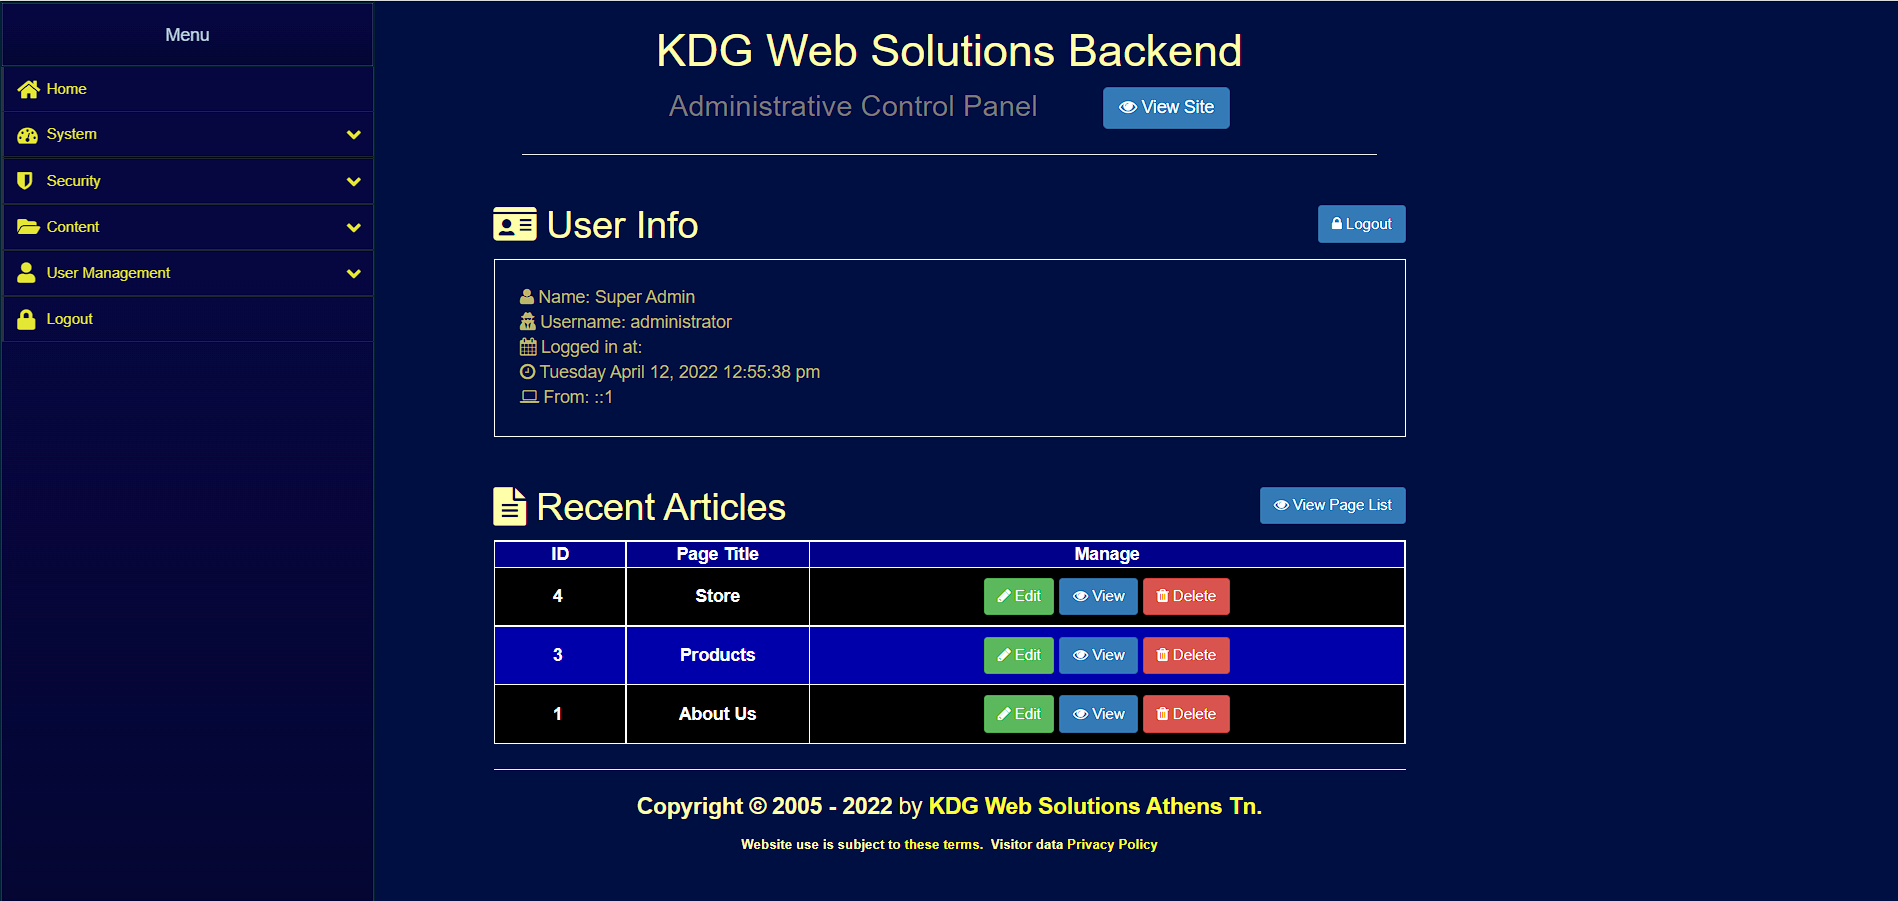 Menu
Home
System
Security
Content
User Management
Logout
KDG Web Solutions Backend
Administrative Control Panel
View Site
User Info
Logout
Name: Super Admin
Username: administrator
Logged in at:
Tuesday April 12, 2022 12:55:38 pm
From: ::1
Recent Articles
View Page List
ID Page Title Manage
4 Store Edit View Delete
3 Products Edit View Delete
1 About Us Edit View Delete
Copyright © 2005 - 2022 by KDG Web Solutions Athens Tn.
Website use is subject to these terms. Visitor data Privacy Policy